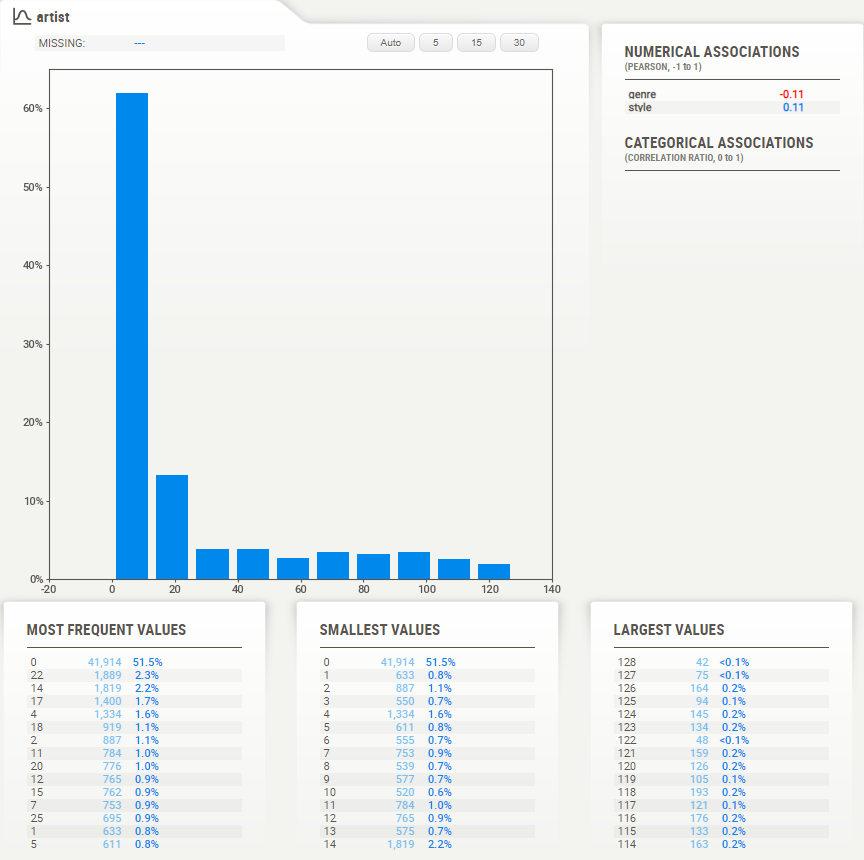 artist
MISSING: ---
Auto 5 15 30
60%
50%
40%
30%
20%
10%
0%
-20 0 20 40 60 80 100 120 140
NUMERICAL ASSOCIATIONS
(PEARSON, -1 to 1)
genre -0.11
style 0.11
CATEGORICAL ASSOCIATIONS
(CORRELATION RATIO, 0 to 1)
MOST FREQUENT VALUES
0 41,914 51.5%
22 1,889 2.3%
14 1,819 2.2%
17 1,400 1.7%
4 1,334 1.6%
18 919 1.1%
2 887 1.1%
11 784 1.0%
20 776 1.0%
12 765 0.9%
15 762 0.9%
7 753 0.9%
25 695 0.9%
1 633 0.8%
5 611 0.8%
SMALLEST VALUES
0 41,914 51.5%
1 633 0.8%
2 887 1.1%
3 550 0.7%
4 1,334 1.6%
5 611 0.8%
6 555 0.7%
7 753 0.9%
8 539 0.7%
9 577 0.7%
10 520 0.6%
11 784 1.0%
12 765 0.9%
13 575 0.7%
14 1,819 2.2%
LARGEST VALUES
128 42 <0.1%
127 75 <0.1%
126 164 0.2%
125 94 0.1%
124 145 0.2%
123 134 0.2%
122 48 <0.1%
121 159 0.2%
120 126 0.2%
119 105 0.1%
118 193 0.2%
117 121 0.1%
116 176 0.2%
115 133 0.2%
114 163 0.2%